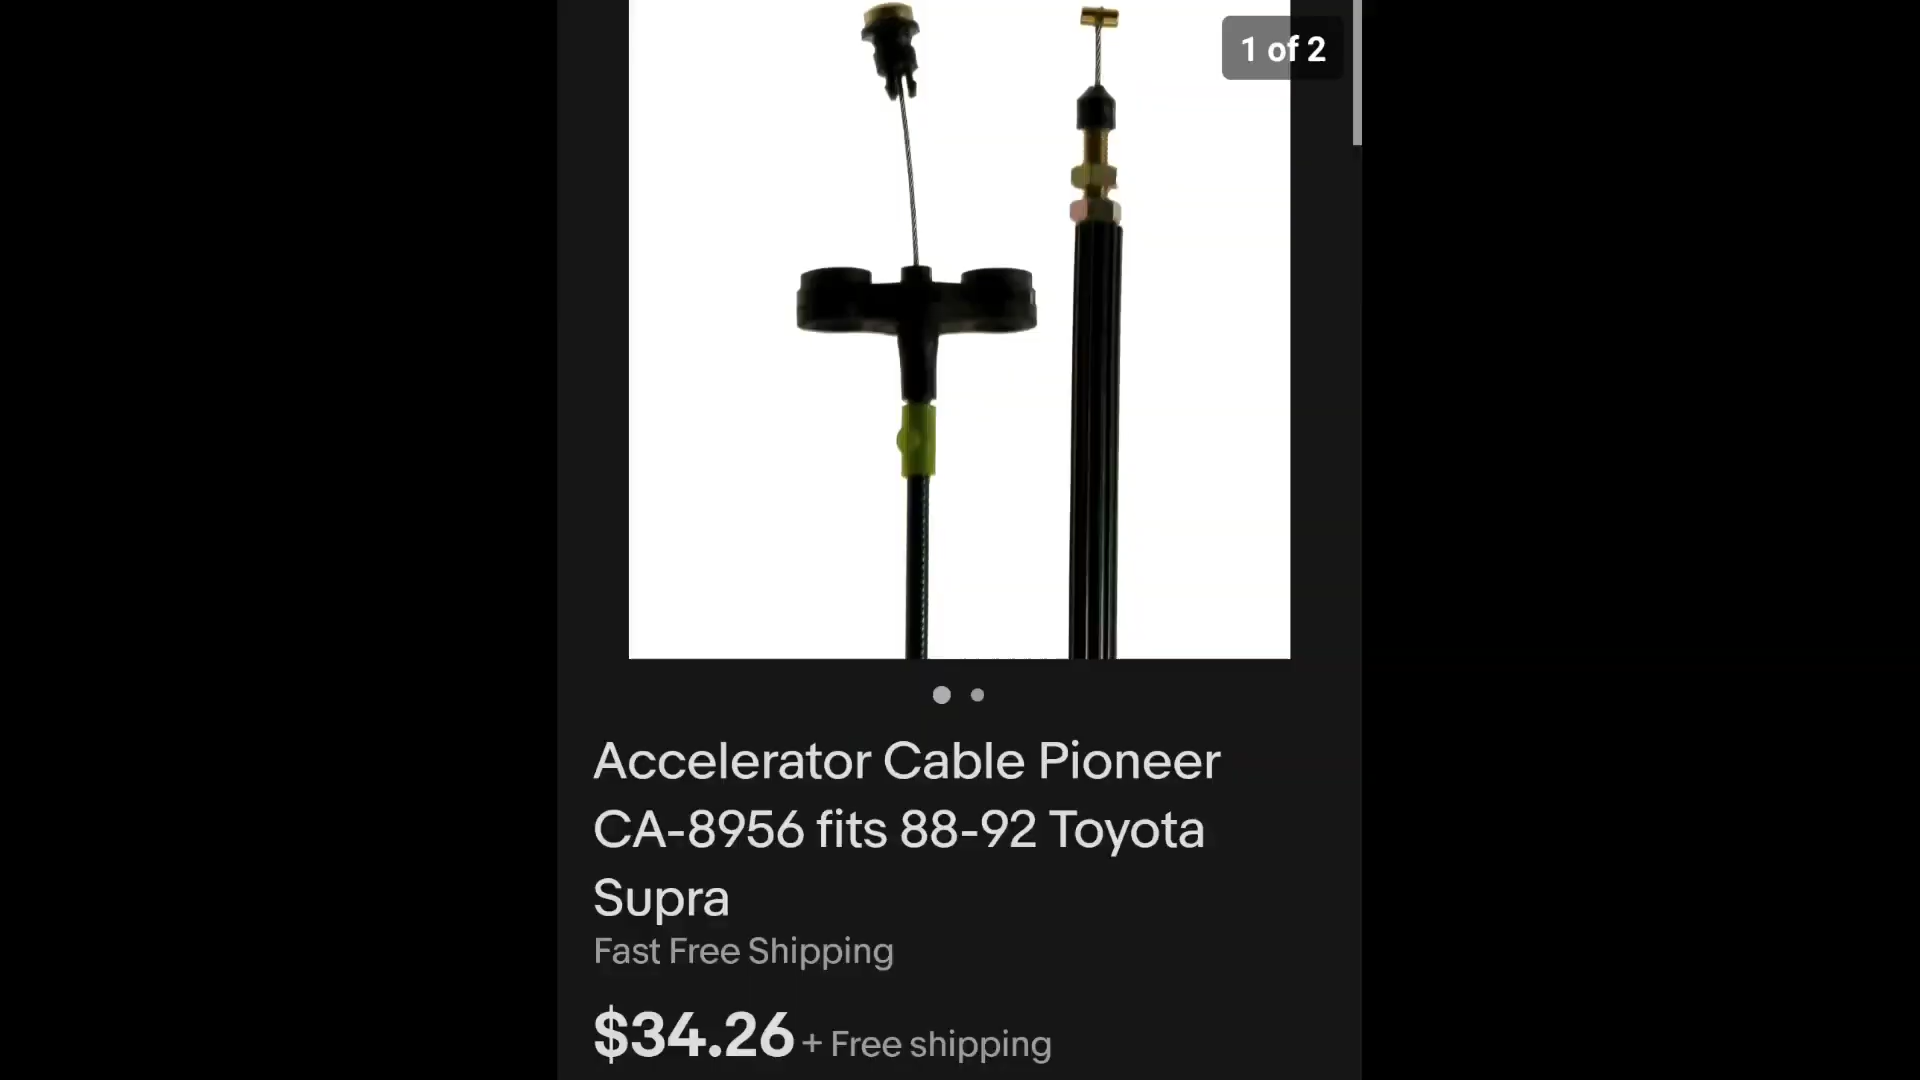 1 of 2
Accelerator Cable Pioneer
CA-8956 fits 88-92 Toyota
Supra
Fast Free Shipping
$34.26 + Free shipping